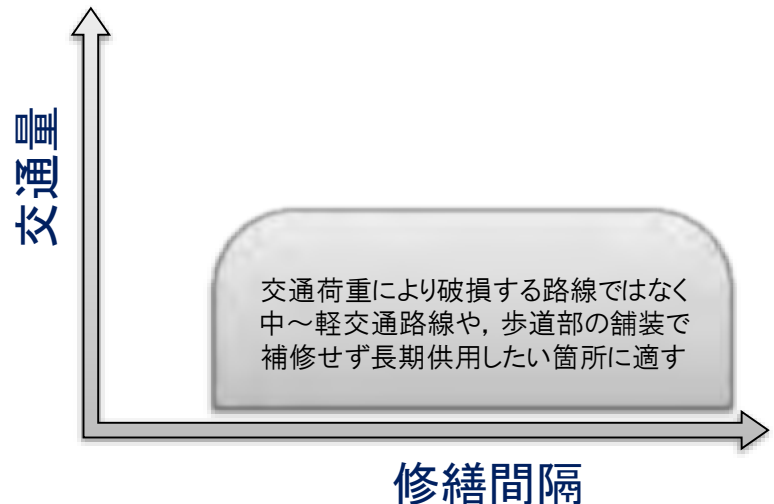 交通量
交通荷重により破損する路線ではなく
中～軽交通路線や，歩道部の舗装で
補修せず長期供用したい箇所に適す
修繕間隔